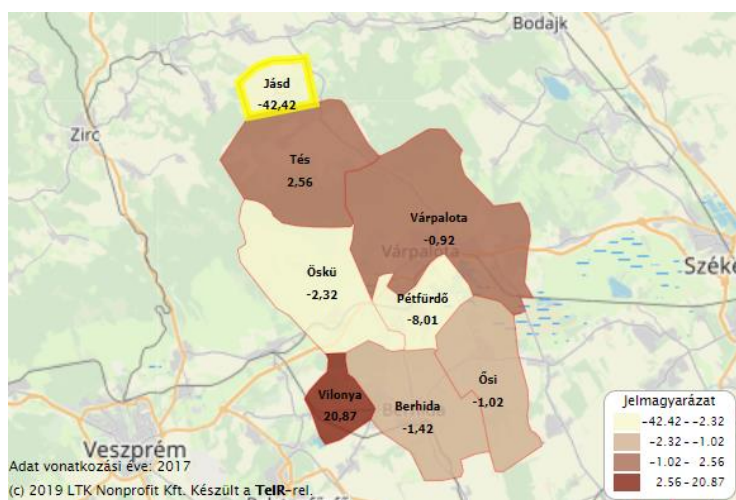 Bodajk
Jásd
-42,42
Zirc
Tés
2,56
Várpalota
-0,92
Várpalota
Öskü
-2,32
Széke
Pétfürdő
-8,01
Ősi
-1,02
Vilonya
20,87
Berhida
-1,42
Veszprém
Jelmagyarázat
-42.42 - -2.32
-2.32 - -1.02
-1.02 - 2.56
2.56 - 20.87
Adat vonatkozási éve: 2017
(c) 2019 LTK Nonprofit Kft. Készült a TeIR-rel.